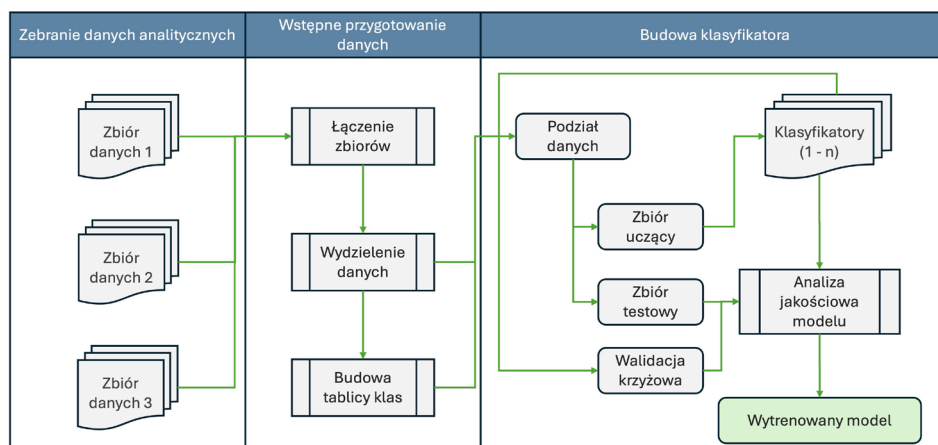 Zebranie danych analitycznych
Wstępne przygotowanie
danych
Budowa klasyfikatora
Zbiór
danych 1
Zbiór
danych 2
Zbiór
danych 3
Łączenie
zbiorów
Wydzielenie
danych
Budowa
tablicy klas
Podział
danych
Zbiór
uczący
Zbiór
testowy
Walidacja
krzyżowa
Klasyfikatory
(1 - n)
Analiza
jakościowa
modelu
Wytrenowany model